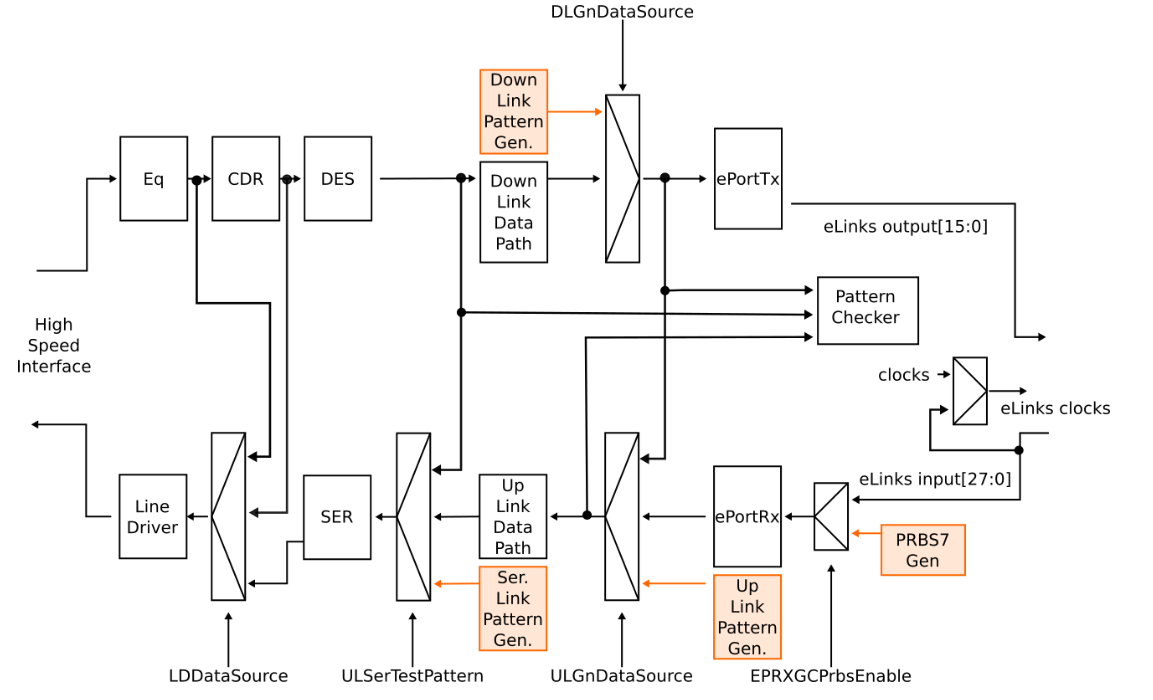 DLGnDataSource
Down
Link
Pattern
Gen.
Eq
CDR
DES
Down
Link
Data
Path
ePortTx
eLinks output[15:0]
Pattern
Checker
High
Speed
Interface
clocks
eLinks clocks
eLinks input[27:0]
Line
Driver
SER
Up
Link
Data
Path
ePortRx
PRBS7
Gen
Ser.
Link
Pattern
Gen.
Up
Link
Pattern
Gen.
LDDataSource
ULSerTestPattern
ULGnDataSource
EPRXGCPrbsEnable